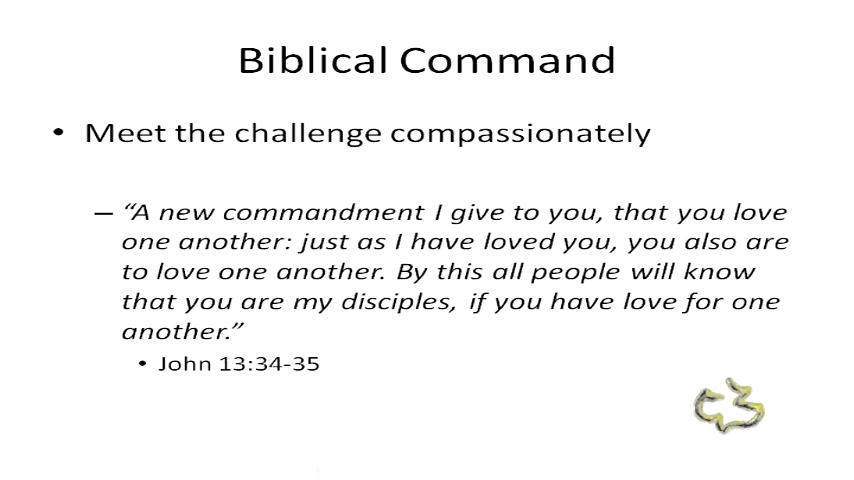 Biblical Command
• Meet the challenge compassionately
– “A new commandment I give to you, that you love
one another: just as I have loved you, you also are
to love one another. By this all people will know
that you are my disciples, if you have love for one
another.”
• John 13:34-35
c3